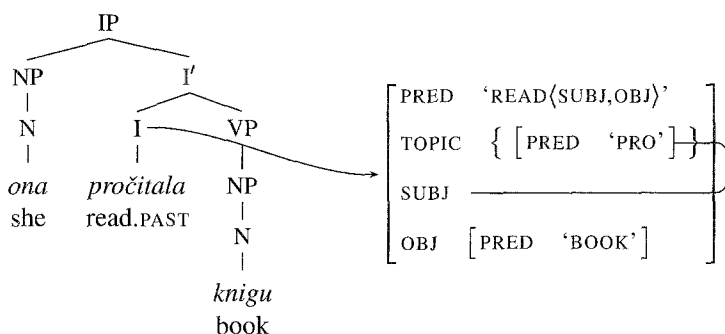 IP
NP I′
N I VP
ona pročitala NP
she read.PAST N
knigu
book
[PRED ‘READ⟨SUBJ,OBJ⟩’
TOPIC { [PRED ‘PRO’] }
SUBJ
OBJ [PRED ‘BOOK’]]